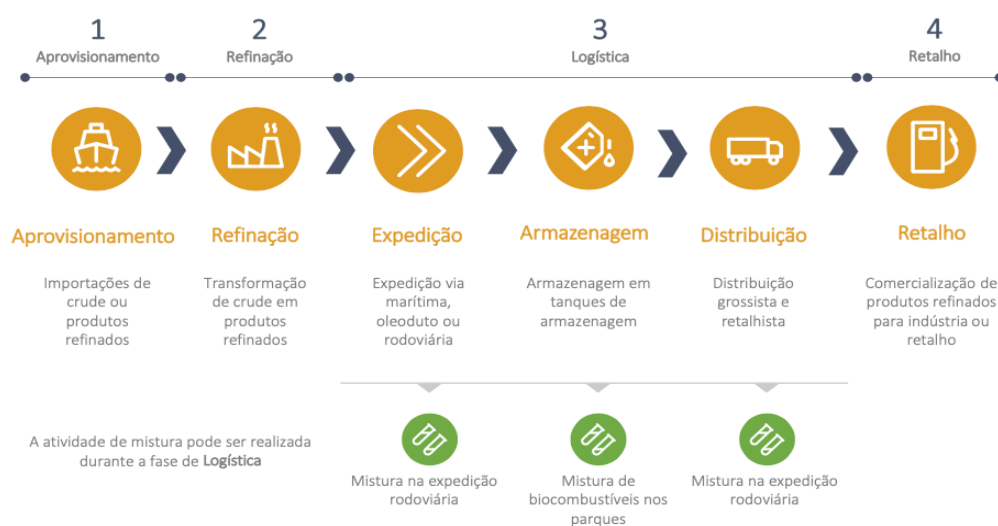 1
Aprovisionamento
2
Refinação
3
Logística
4
Retalho
Aprovisionamento
Importações de
crude ou
produtos
refinados
Refinação
Transformação
de crude em
produtos
refinados
Expedição
Expedição via
marítima,
oleoduto ou
rodoviária
Armazenagem
Armazenagem em
tanques de
armazenagem
Distribuição
Distribuição
grossista e
retalhista
Retalho
Comercialização de
produtos refinados
para indústria ou
retalho
A atividade de mistura pode ser realizada
durante a fase de Logística
Mistura na expedição
rodoviária
Mistura de
biocombustíveis nos
parques
Mistura na expedição
rodoviária